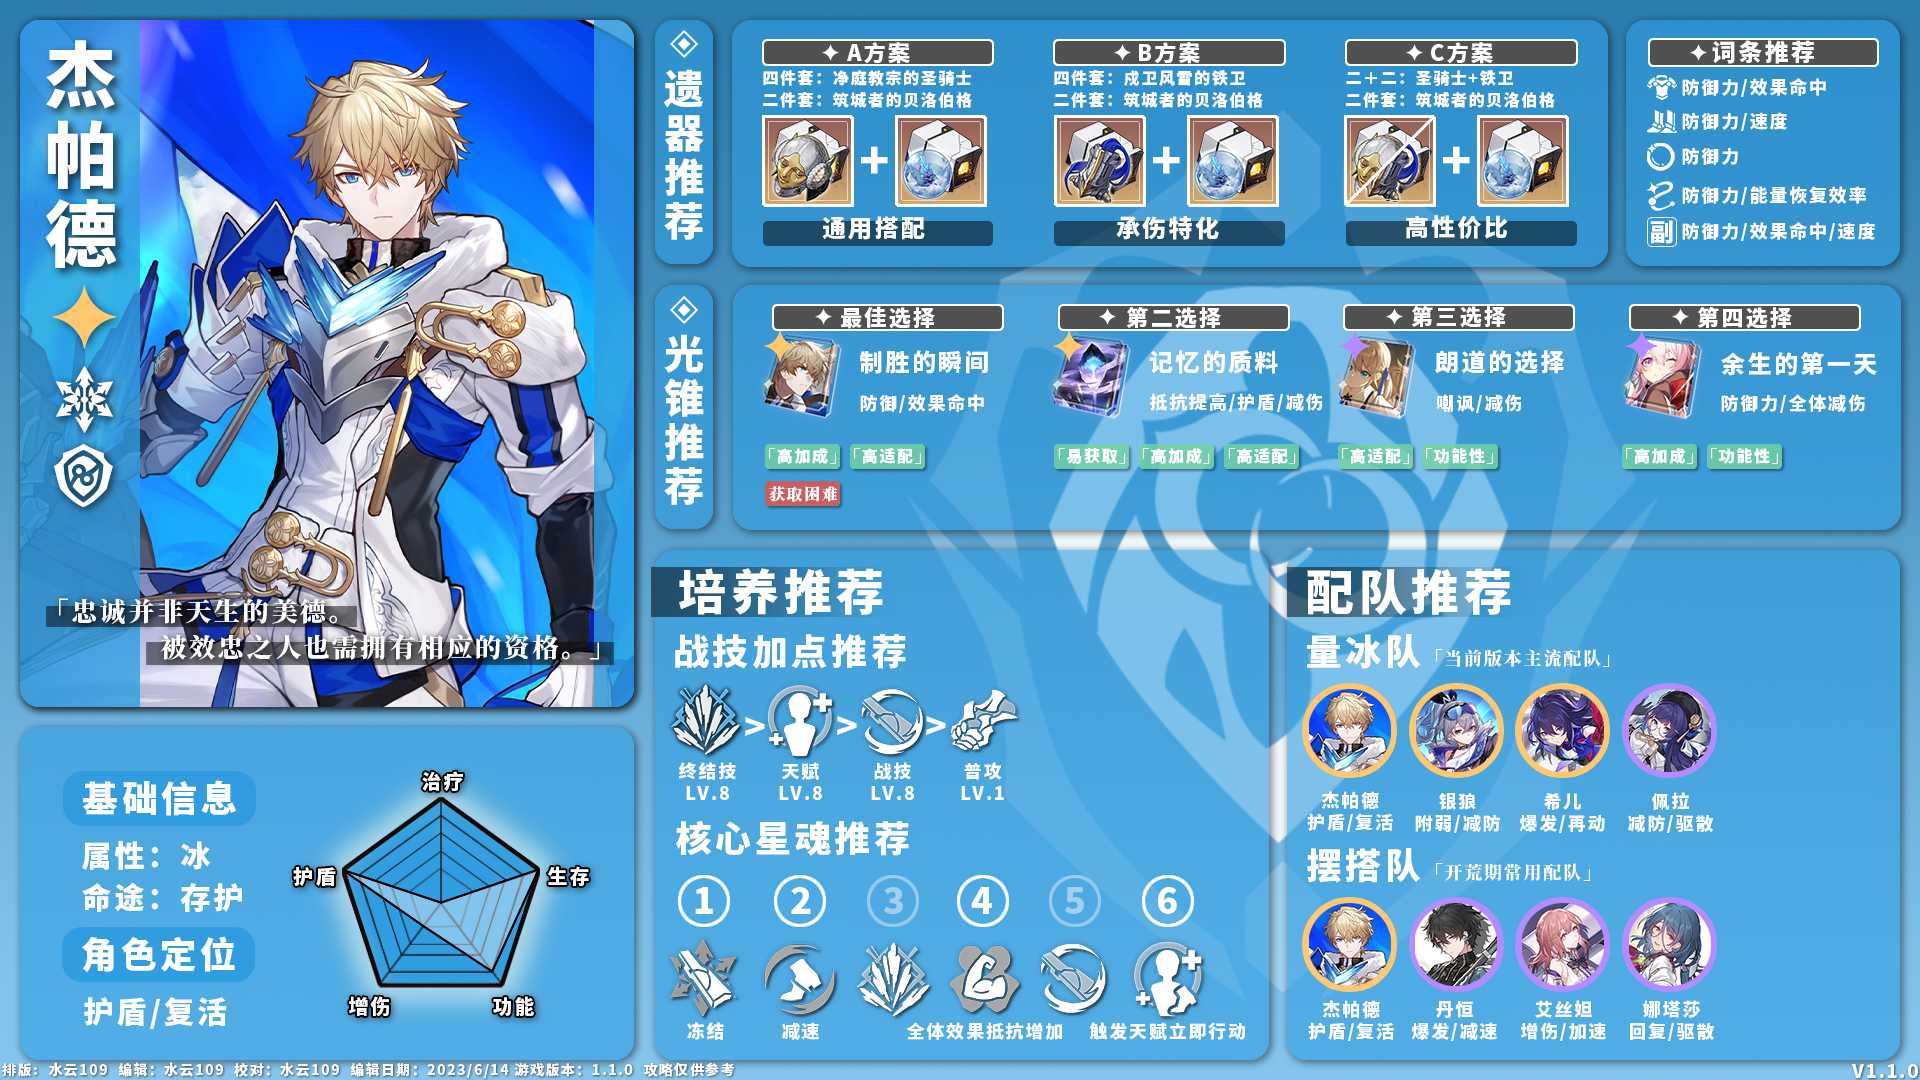 杰帕德
「忠诚并非天生的美德。
被效忠之人也需拥有相应的资格。」
基础信息
属性：冰
命途：存护
角色定位
护盾/复活
治疗
护盾
生存
增伤
功能
遗器推荐
A方案
四件套：净庭教宗的圣骑士
二件套：筑城者的贝洛伯格
+
通用搭配
B方案
四件套：戍卫风雪的铁卫
二件套：筑城者的贝洛伯格
+
承伤特化
C方案
二＋二：圣骑士+铁卫
二件套：筑城者的贝洛伯格
+
高性价比
词条推荐
防御力/效果命中
防御力/速度
防御力
防御力/能量恢复效率
副 防御力/效果命中/速度
光锥推荐
最佳选择
制胜的瞬间
防御/效果命中
「高加成」 「高适配」
获取困难
第二选择
记忆的质料
抵抗提高/护盾/减伤
「易获取」 「高加成」 「高适配」
第三选择
朗道的选择
嘲讽/减伤
「高适配」 「功能性」
第四选择
余生的第一天
防御力/全体减伤
「高加成」 「功能性」
培养推荐
战技加点推荐
> > >
终结技 天赋 战技 普攻
LV.8 LV.8 LV.8 LV.1
核心星魂推荐
1 2 3 4 5 6
冻结 减速 全体效果抵抗增加 触发天赋立即行动
配队推荐
量冰队「当前版本主流配队」
杰帕德 银狼 希儿 佩拉
护盾/复活 附弱/减防 爆发/再动 减防/驱散
摆搭队「开荒期常用配队」
杰帕德 丹恒 艾丝妲 娜塔莎
护盾/复活 爆发/减速 增伤/加速 回复/驱散
排版：水云109 编辑：水云109 校对：水云109 编辑日期：2023/6/14 游戏版本：1.1.0 攻略仅供参考
V1.1.0